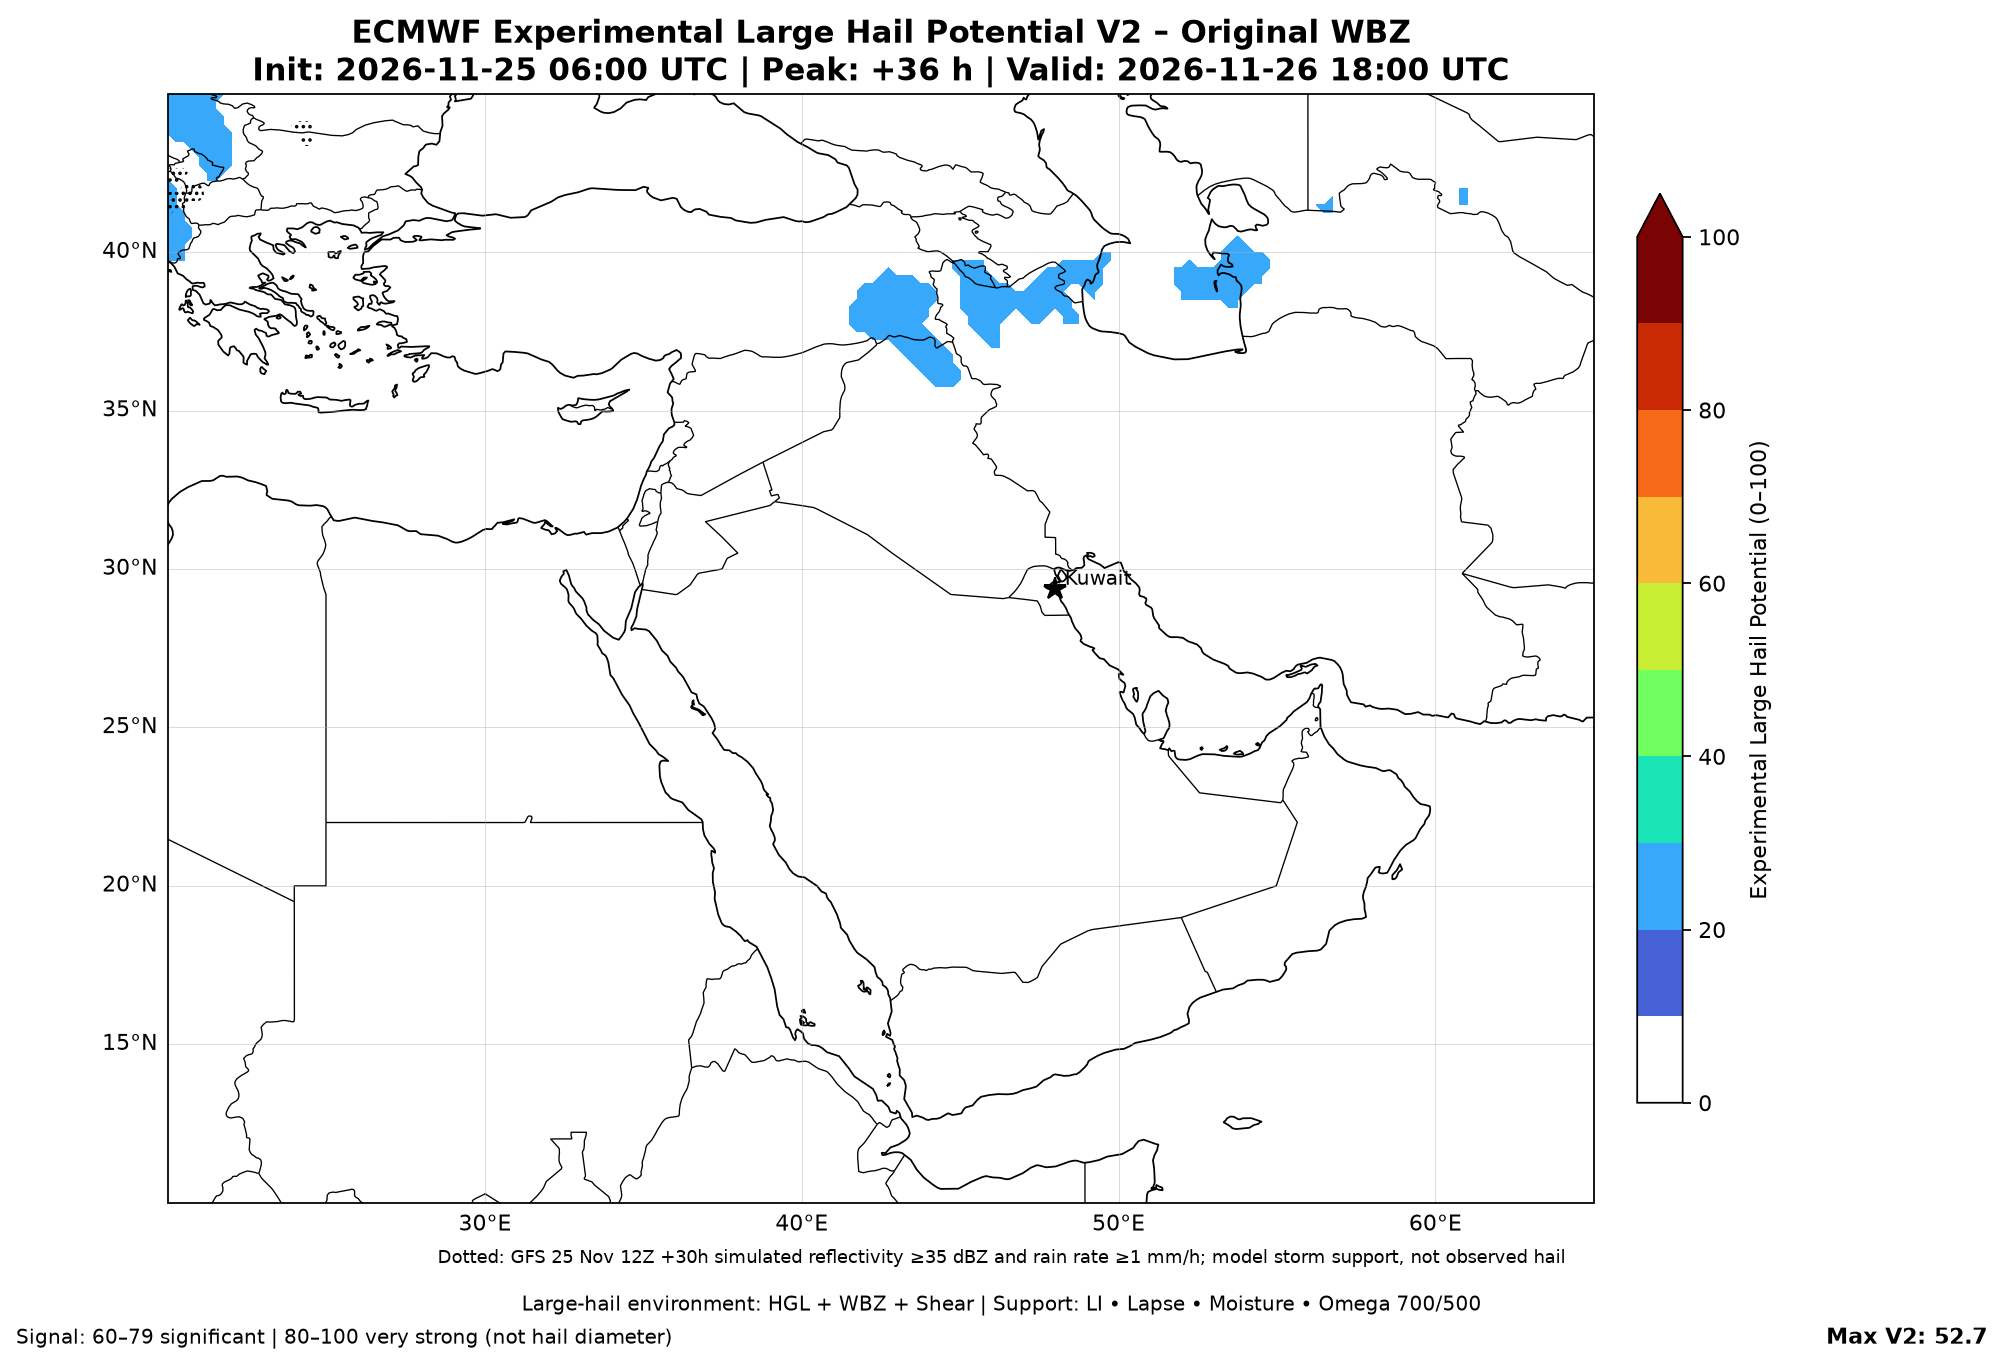 ECMWF Experimental Large Hail Potential V2 – Original WBZ
Init: 2026-11-25 06:00 UTC | Peak: +36 h | Valid: 2026-11-26 18:00 UTC
40°N
35°N
30°N
25°N
20°N
15°N
Kuwait
30°E
40°E
50°E
60°E
100
80
60
40
20
0
Experimental Large Hail Potential (0–100)
Dotted: GFS 25 Nov 12Z +30h simulated reflectivity ≥35 dBZ and rain rate ≥1 mm/h; model storm support, not observed hail
Large-hail environment: HGL + WBZ + Shear | Support: LI • Lapse • Moisture • Omega 700/500
Signal: 60–79 significant | 80–100 very strong (not hail diameter)
Max V2: 52.7